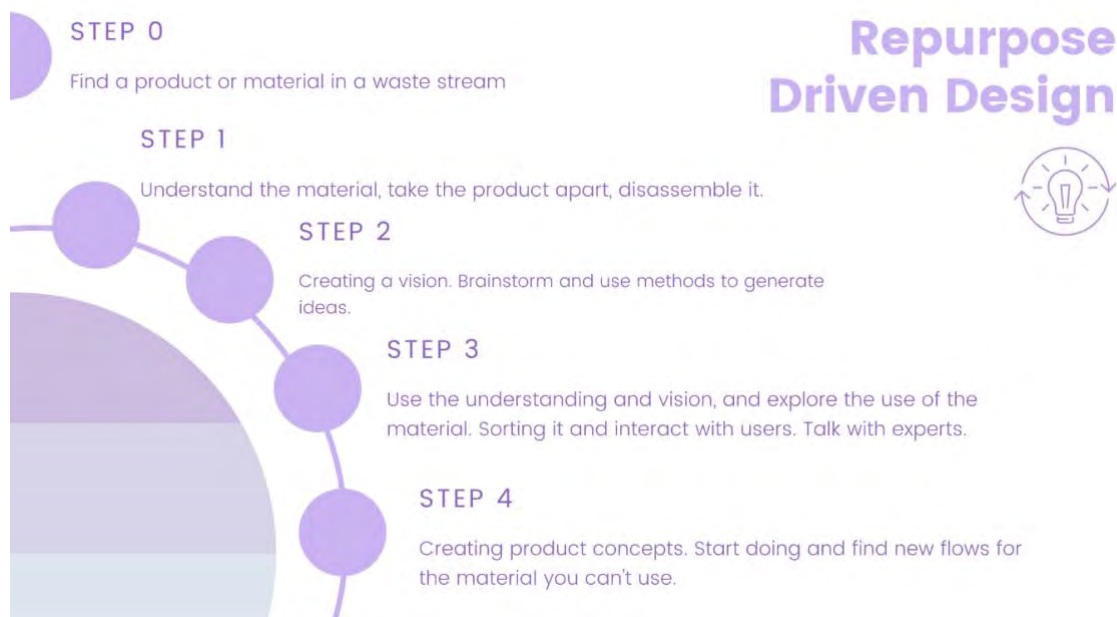 Repurpose
Driven Design
STEP 0
Find a product or material in a waste stream
STEP 1
Understand the material, take the product apart, disassemble it.
STEP 2
Creating a vision. Brainstorm and use methods to generate
ideas.
STEP 3
Use the understanding and vision, and explore the use of the
material. Sorting it and interact with users. Talk with experts.
STEP 4
Creating product concepts. Start doing and find new flows for
the material you can't use.